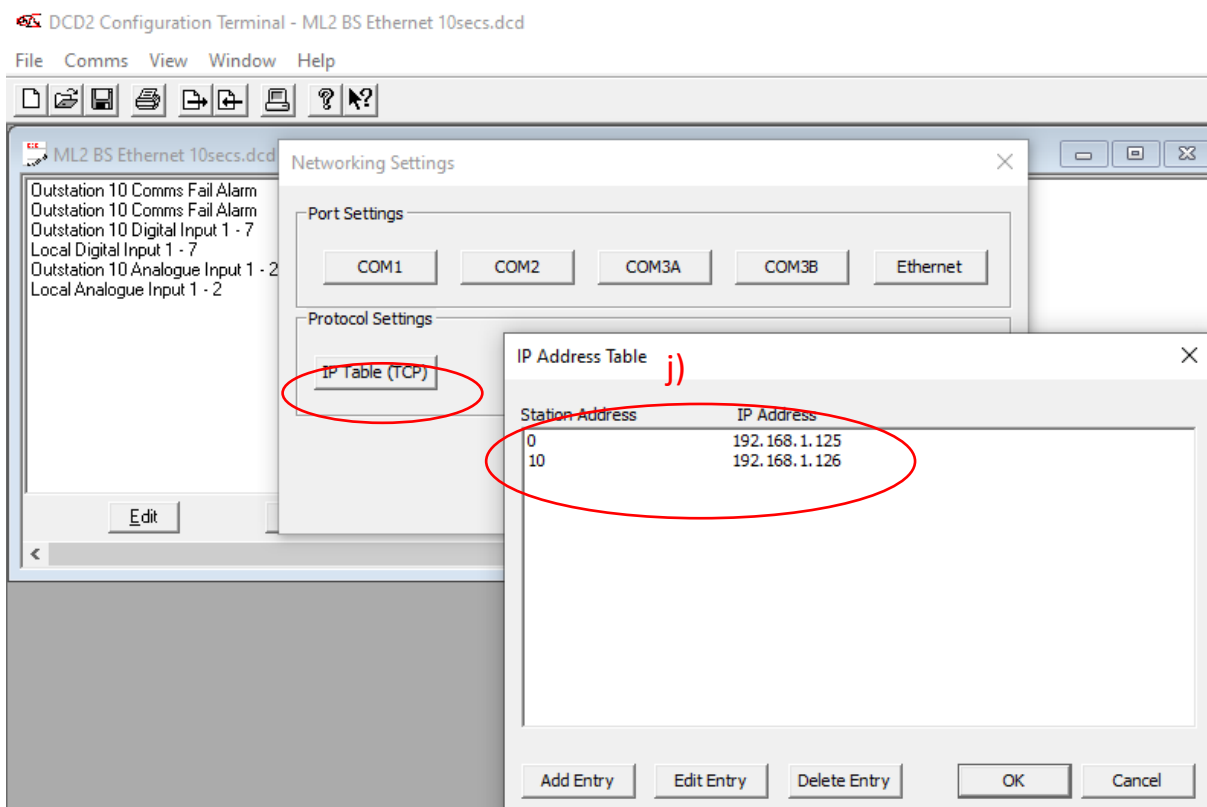 DCD2 Configuration Terminal - ML2 BS Ethernet 10secs.dcd
File Comms View Window Help
ML2 BS Ethernet 10secs.dcd
Outstation 10 Comms Fail Alarm
Outstation 10 Comms Fail Alarm
Outstation 10 Digital Input 1 - 7
Local Digital Input 1 - 7
Outstation 10 Analogue Input 1 - 2
Local Analogue Input 1 - 2
Edit
Networking Settings
Port Settings
COM1 COM2 COM3A COM3B Ethernet
Protocol Settings
IP Table (TCP)
IP Address Table
j)
Station Address IP Address
0 192.168.1.125
10 192.168.1.126
Add Entry Edit Entry Delete Entry OK Cancel